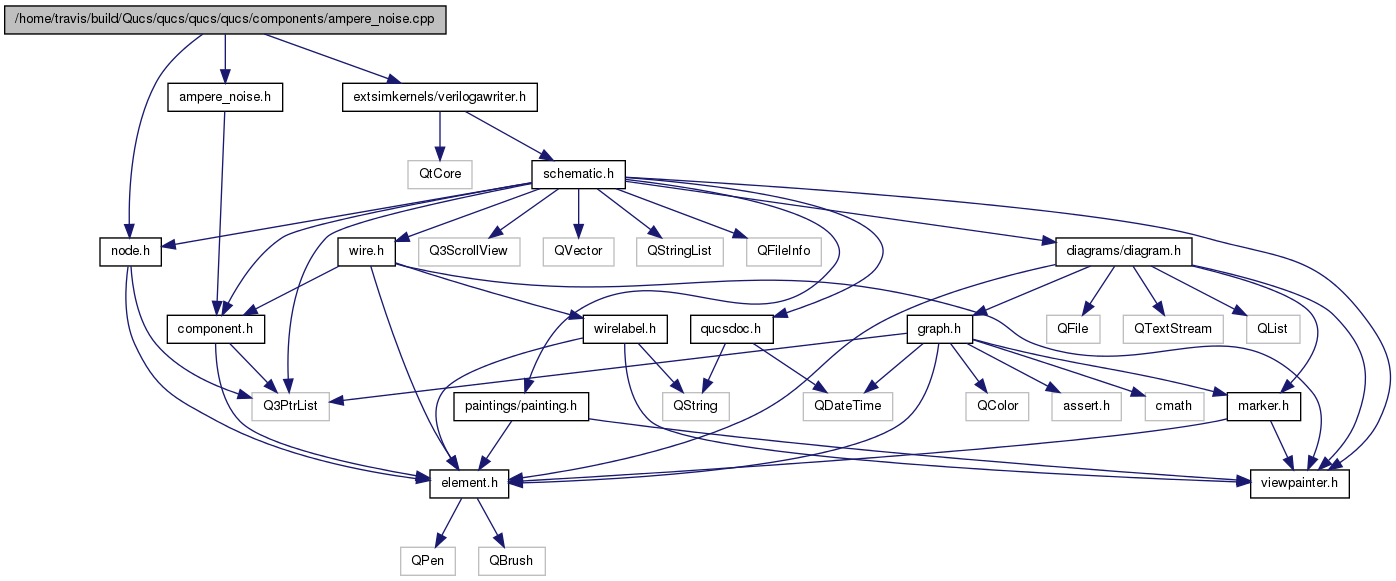 /home/travis/build/Qucs/qucs/qucs/qucs/components/ampere_noise.cpp
ampere_noise.h
extsimkernels/verilogawriter.h
QtCore
schematic.h
node.h
wire.h
Q3ScrollView
QVector
QStringList
QFileInfo
diagrams/diagram.h
component.h
wirelabel.h
qucsdoc.h
graph.h
QFile
QTextStream
QList
Q3PtrList
paintings/painting.h
QString
QDateTime
QColor
assert.h
cmath
marker.h
element.h
viewpainter.h
QPen
QBrush